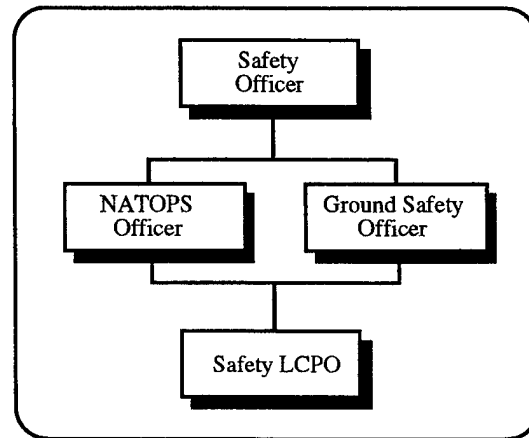 Safety
Officer
NATOPS
Officer
Ground Safety
Officer
Safety LCPO